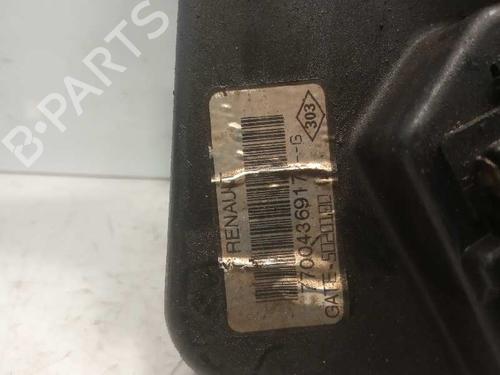 B-PARTS
303
RENAULT
7700436917---G
GATE